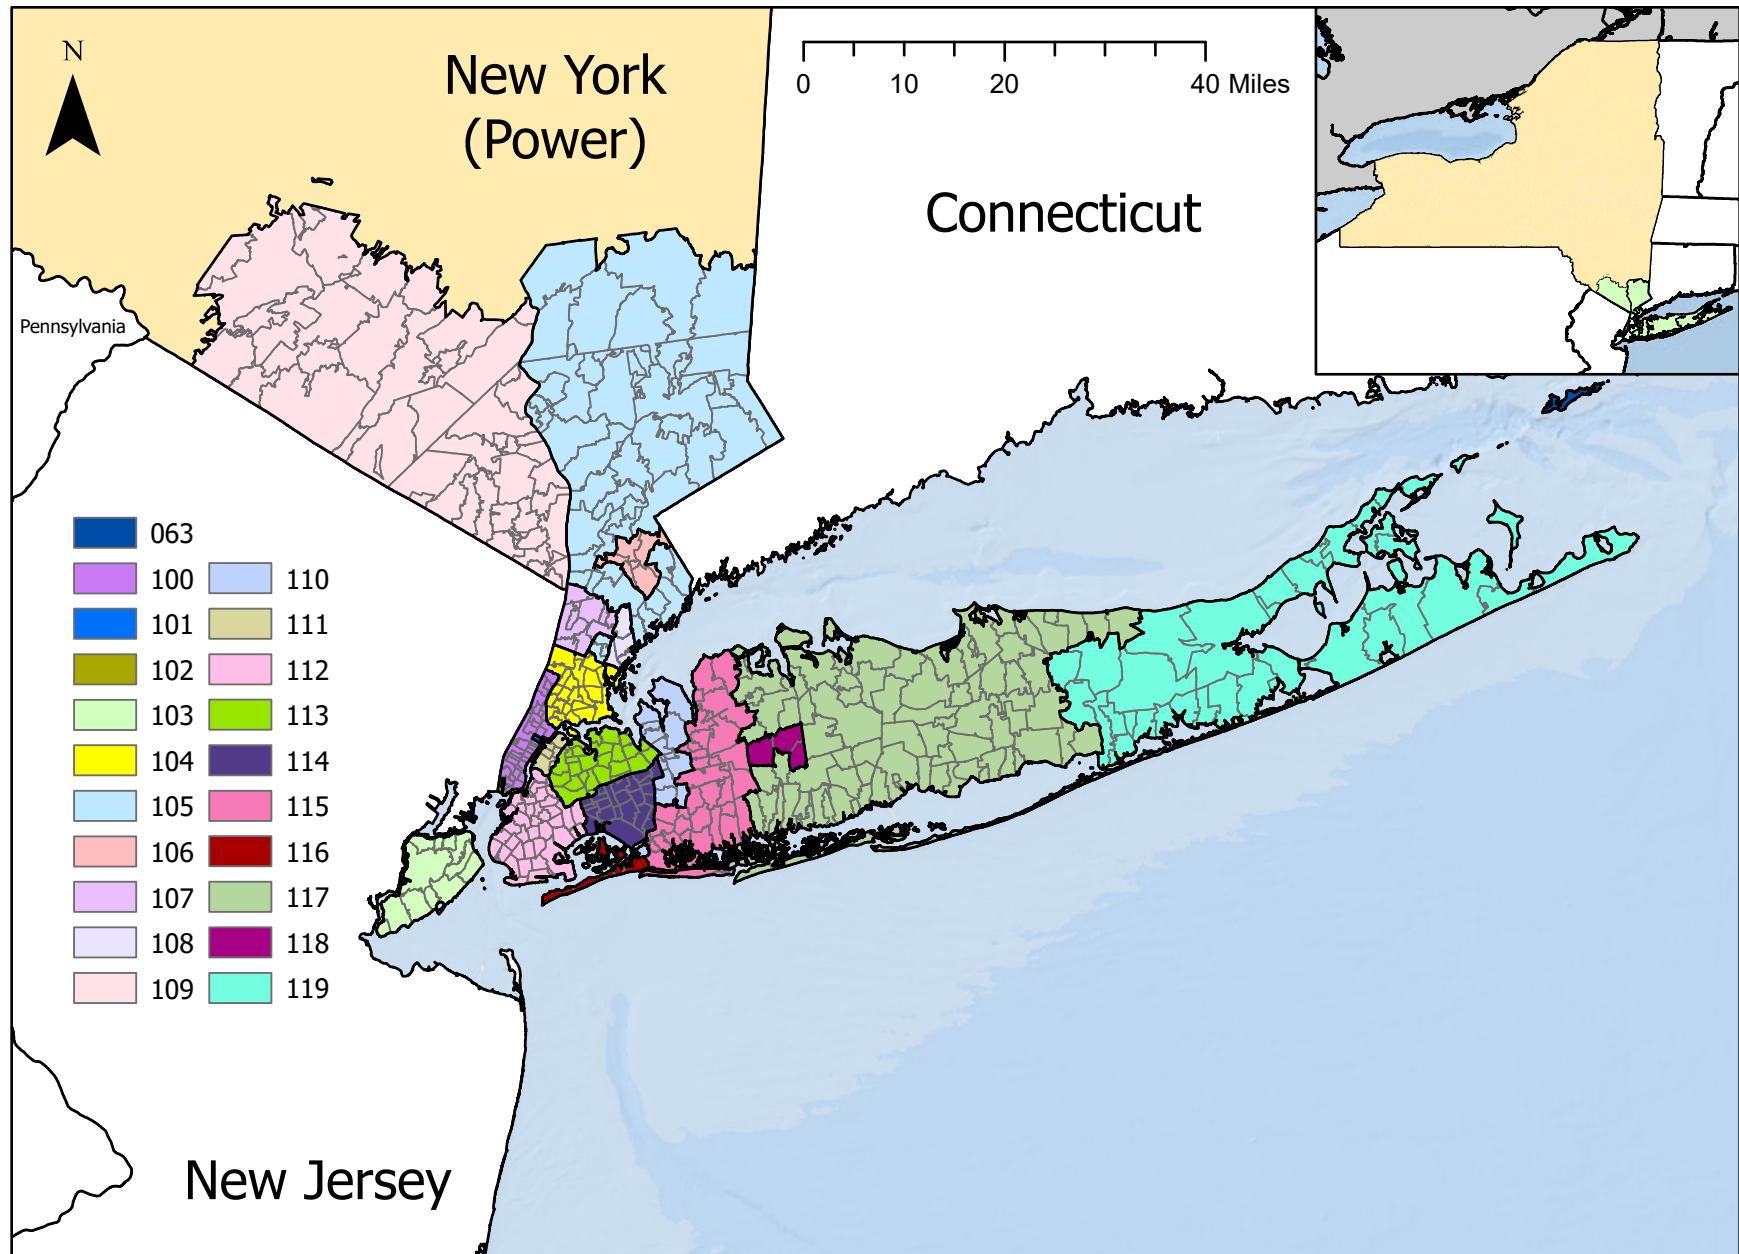 N
New York
(Power)
0 10 20 40 Miles
Connecticut
Pennsylvania
063
100 110
101 111
102 112
103 113
104 114
105 115
106 116
107 117
108 118
109 119
New Jersey